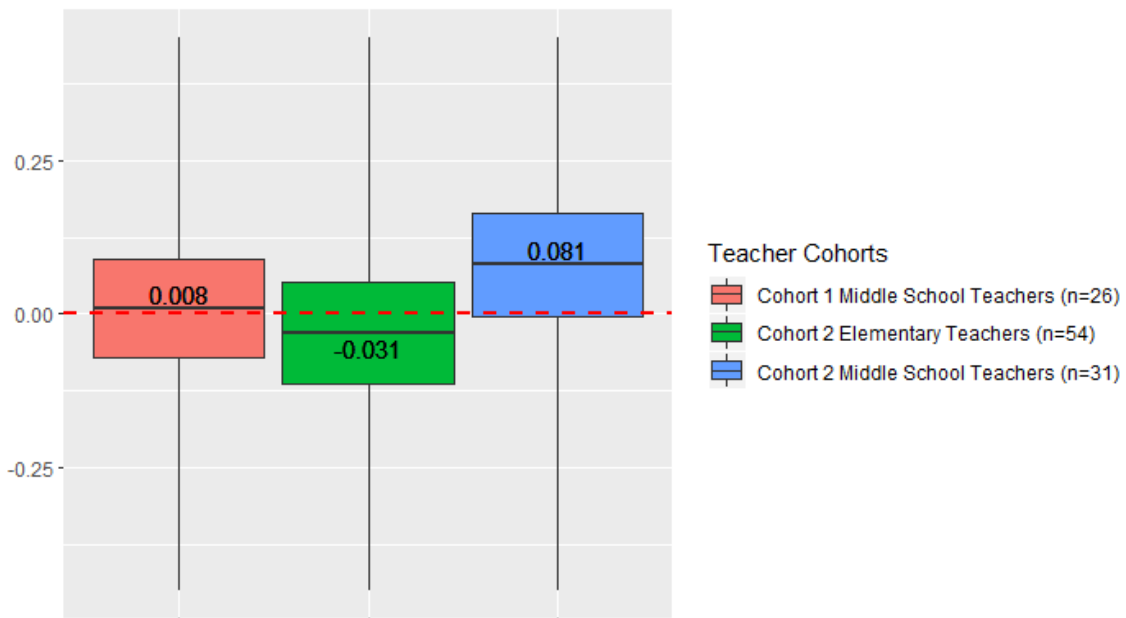 0.25
0.00
-0.25
0.008
-0.031
0.081
Teacher Cohorts
Cohort 1 Middle School Teachers (n=26)
Cohort 2 Elementary Teachers (n=54)
Cohort 2 Middle School Teachers (n=31)